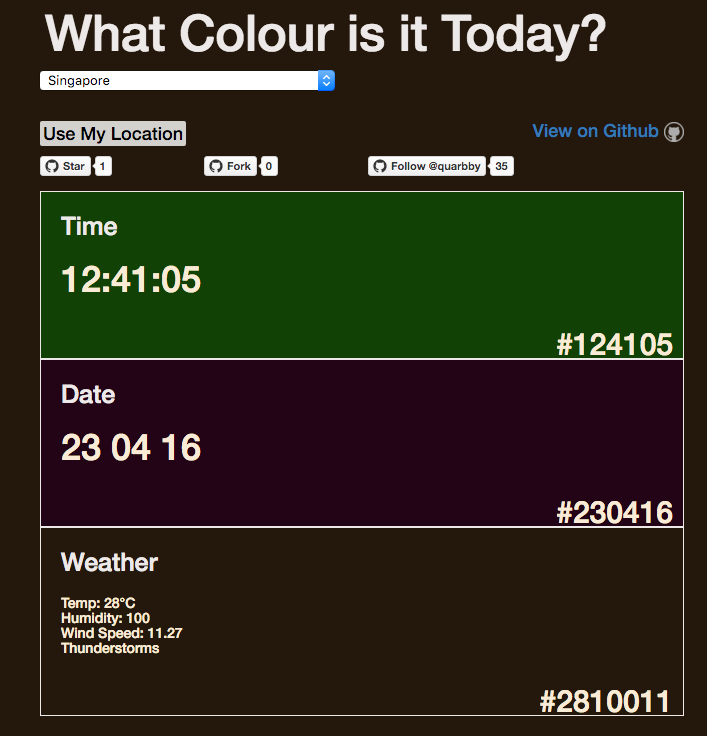 What Colour is it Today?
Singapore
Use My Location
View on Github
Star 1
Fork 0
Follow @quarbby 35
Time
12:41:05
#124105
Date
23 04 16
#230416
Weather
Temp: 28°C
Humidity: 100
Wind Speed: 11.27
Thunderstorms
#2810011